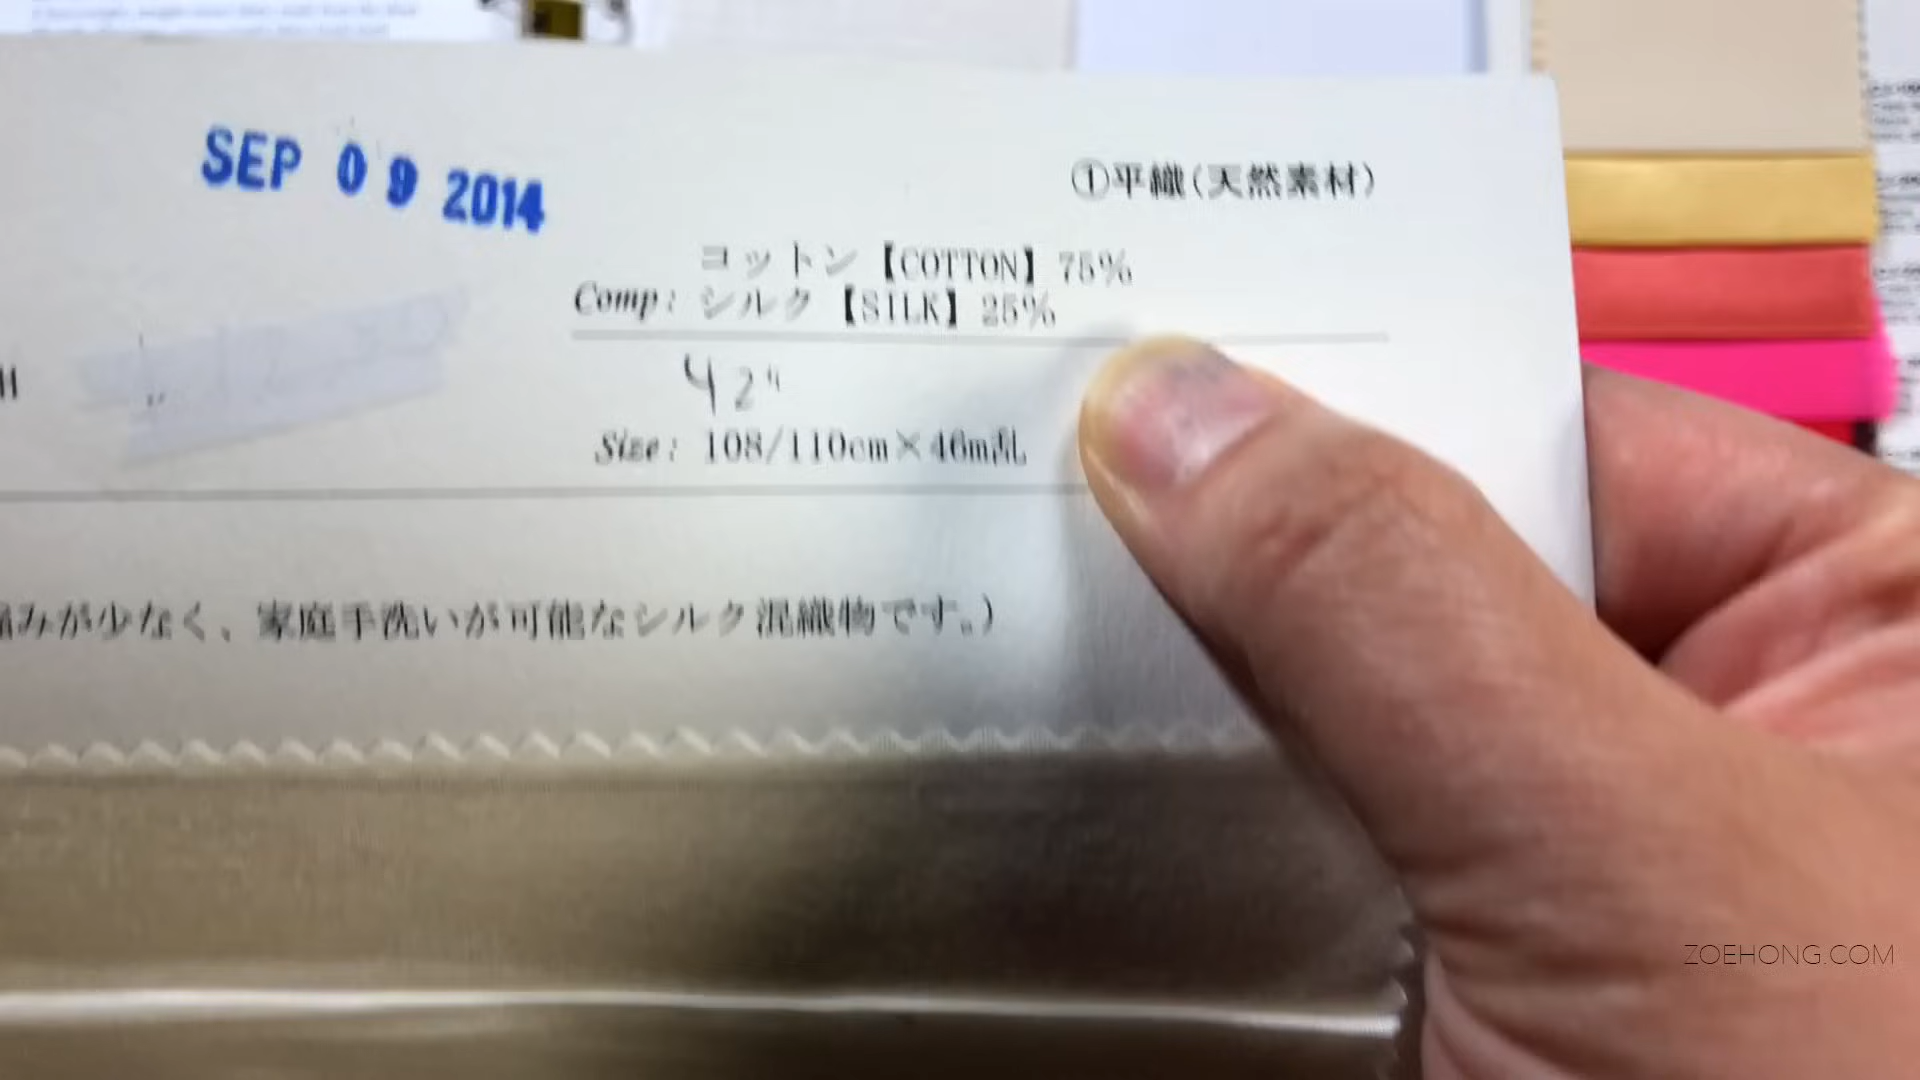 SEP 09 2014
①平織(天然素材)
コットン【COTTON】75%
Comp: シルク【SILK】25%
42"
Size: 108/110cm×46m乱
みが少なく、家庭手洗いが可能なシルク混織物です。)
ZOEHONG.COM